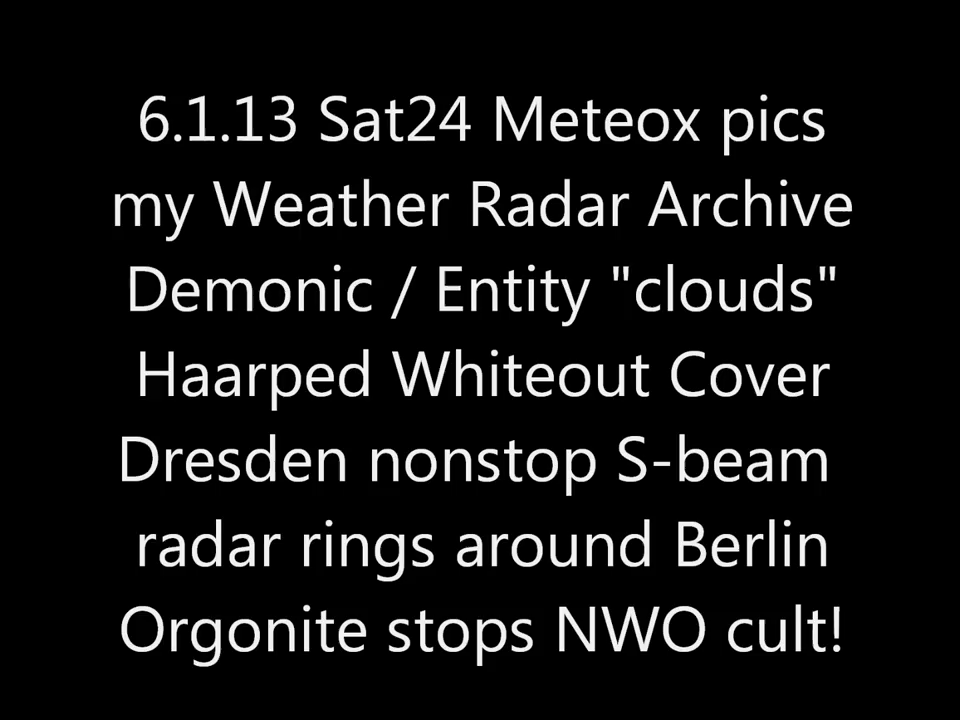 6.1.13 Sat24 Meteox pics
my Weather Radar Archive
Demonic / Entity "clouds"
Haarped Whiteout Cover
Dresden nonstop S-beam
radar rings around Berlin
Orgonite stops NWO cult!